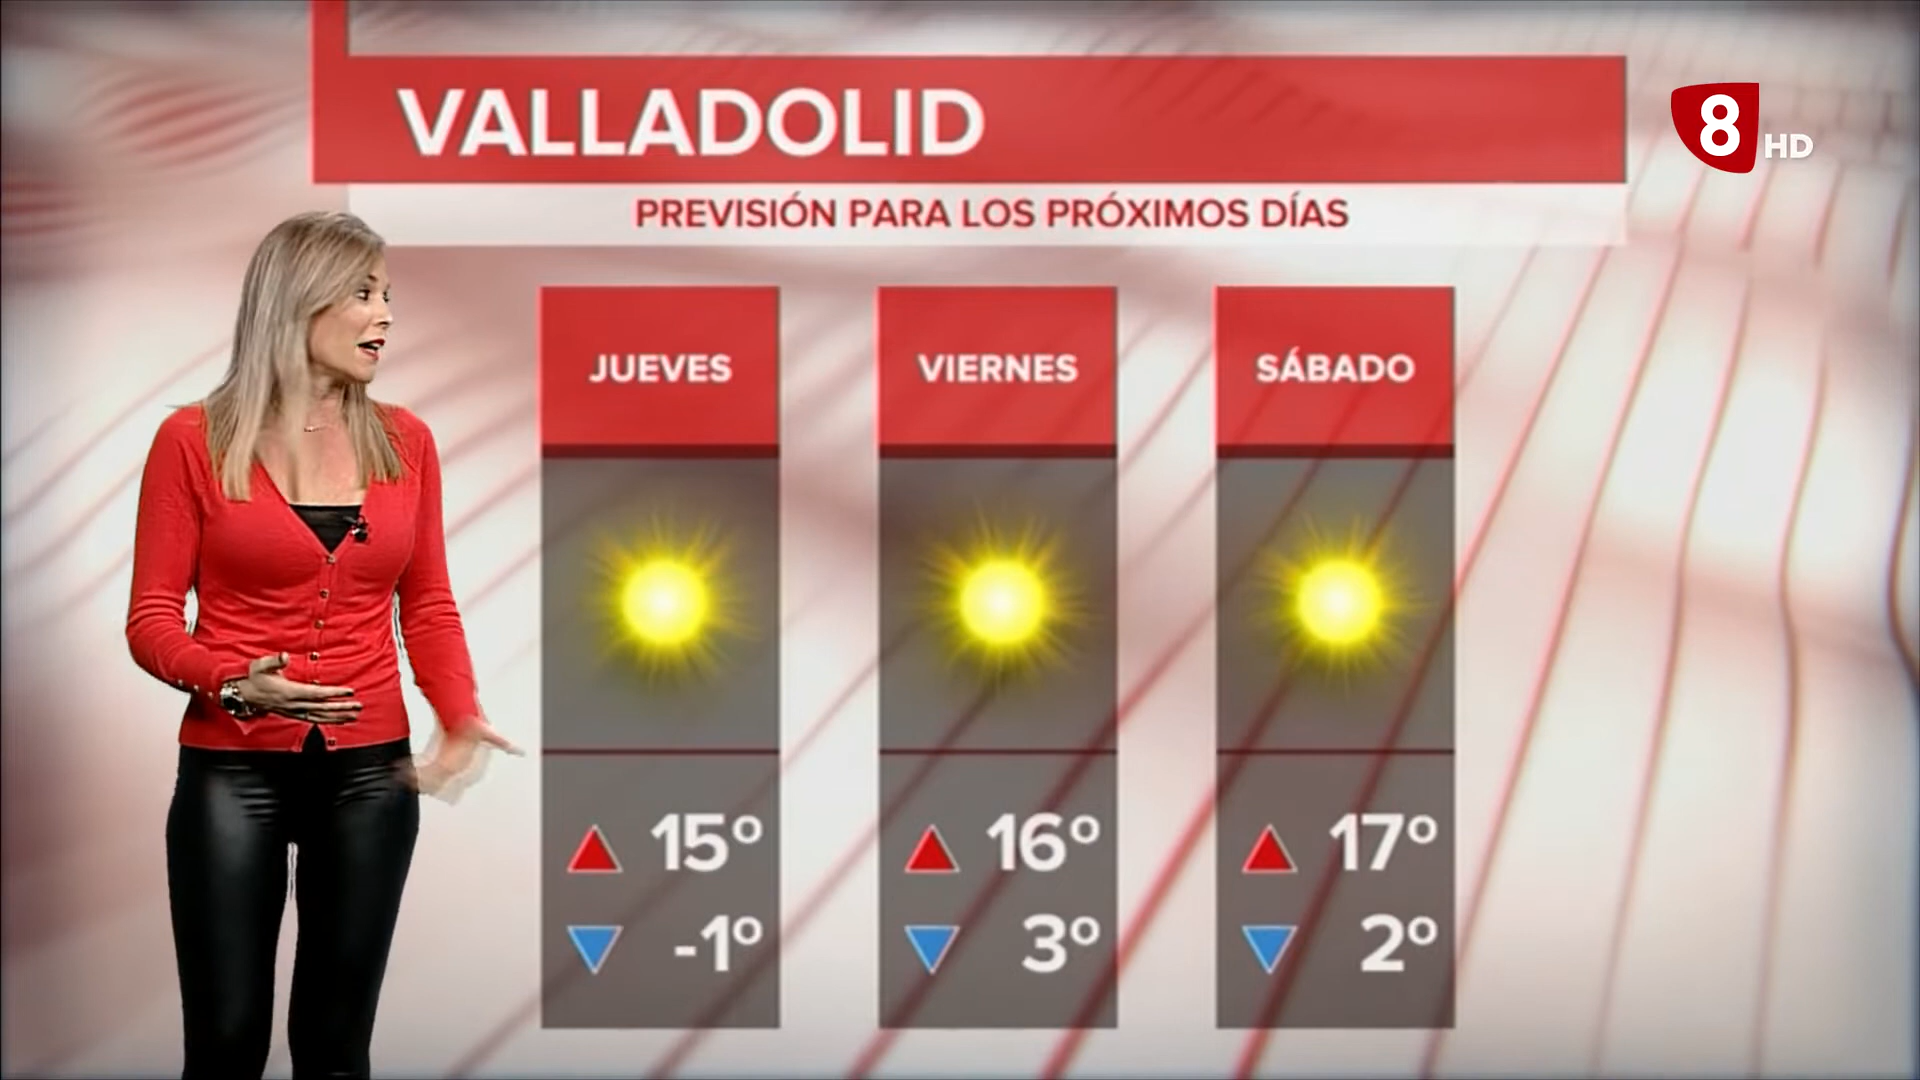 VALLADOLID
8 HD
PREVISIÓN PARA LOS PRÓXIMOS DÍAS
JUEVES VIERNES SÁBADO
15º 16º 17º
-1º 3º 2º